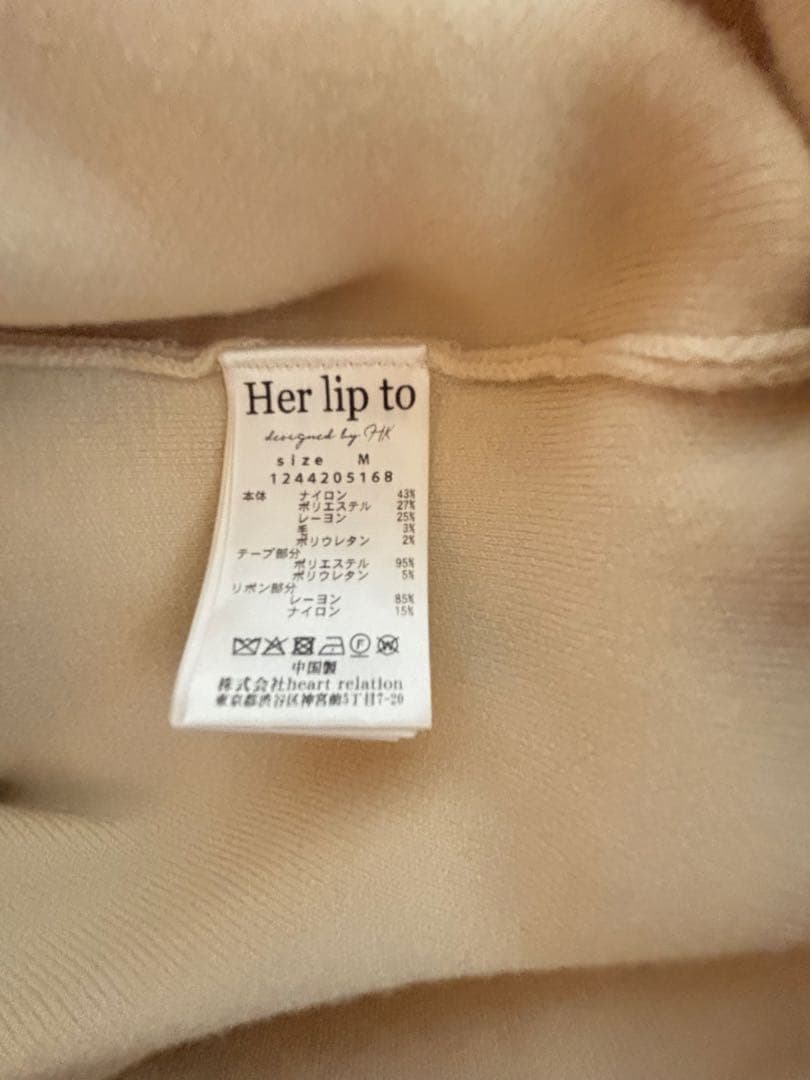 Her lip to
designed by HK
size M
1244205168
本体 ナイロン 43%
ポリエステル 27%
レーヨン 25%
毛 3%
ポリウレタン 2%
テープ部分
ポリエステル 95%
ポリウレタン 5%
リボン部分
レーヨン 85%
ナイロン 15%
F W
中国製
株式会社heart relation
東京都渋谷区神宮前5丁目7-20